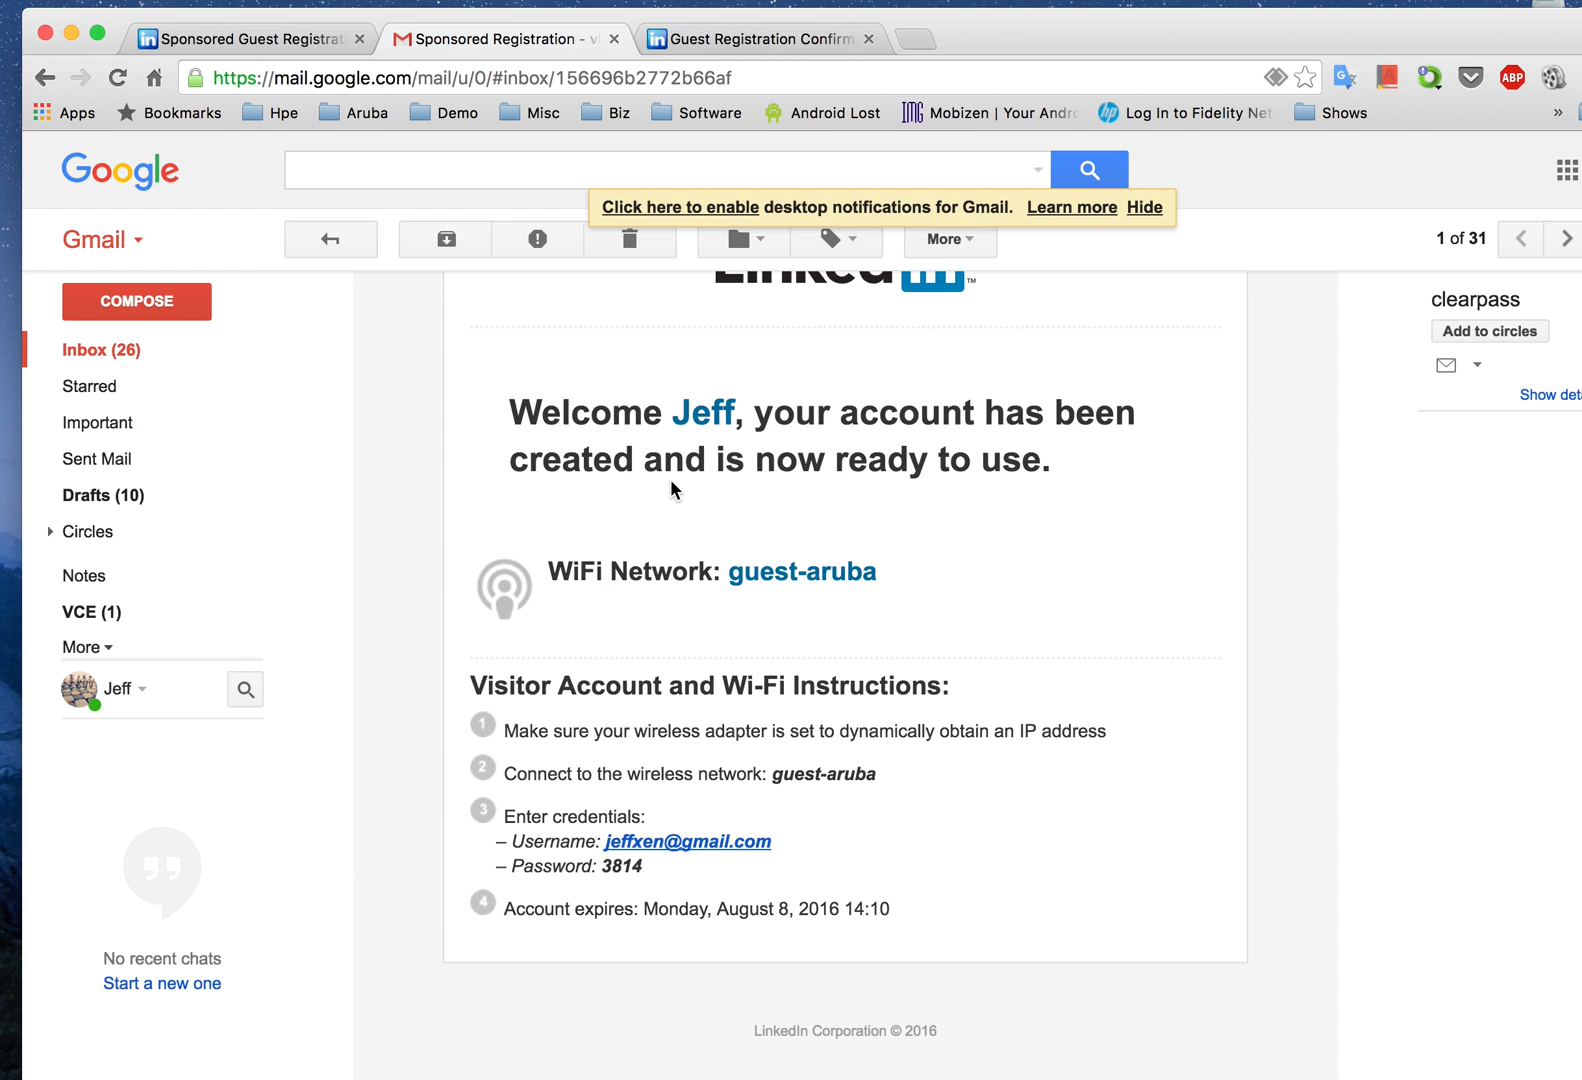 Sponsored Guest Registrat
Sponsored Registration - vi
Guest Registration Confirm
https://mail.google.com/mail/u/0/#inbox/156696b2772b66af
ABP
Apps
Bookmarks
Hpe
Aruba
Demo
Misc
Biz
Software
Android Lost
Mobizen | Your Andro
Log In to Fidelity Net
Shows
»
Google
Click here to enable desktop notifications for Gmail. Learn more Hide
Gmail
More
1 of 31
COMPOSE
Inbox (26)
Starred
Important
Sent Mail
Drafts (10)
Circles
Notes
VCE (1)
More
Jeff
No recent chats
Start a new one
Linked in ™
Welcome Jeff, your account has been
created and is now ready to use.
WiFi Network: guest-aruba
Visitor Account and Wi-Fi Instructions:
1 Make sure your wireless adapter is set to dynamically obtain an IP address
2 Connect to the wireless network: guest-aruba
3 Enter credentials:
– Username: jeffxen@gmail.com
– Password: 3814
4 Account expires: Monday, August 8, 2016 14:10
LinkedIn Corporation © 2016
clearpass
Add to circles
Show deta